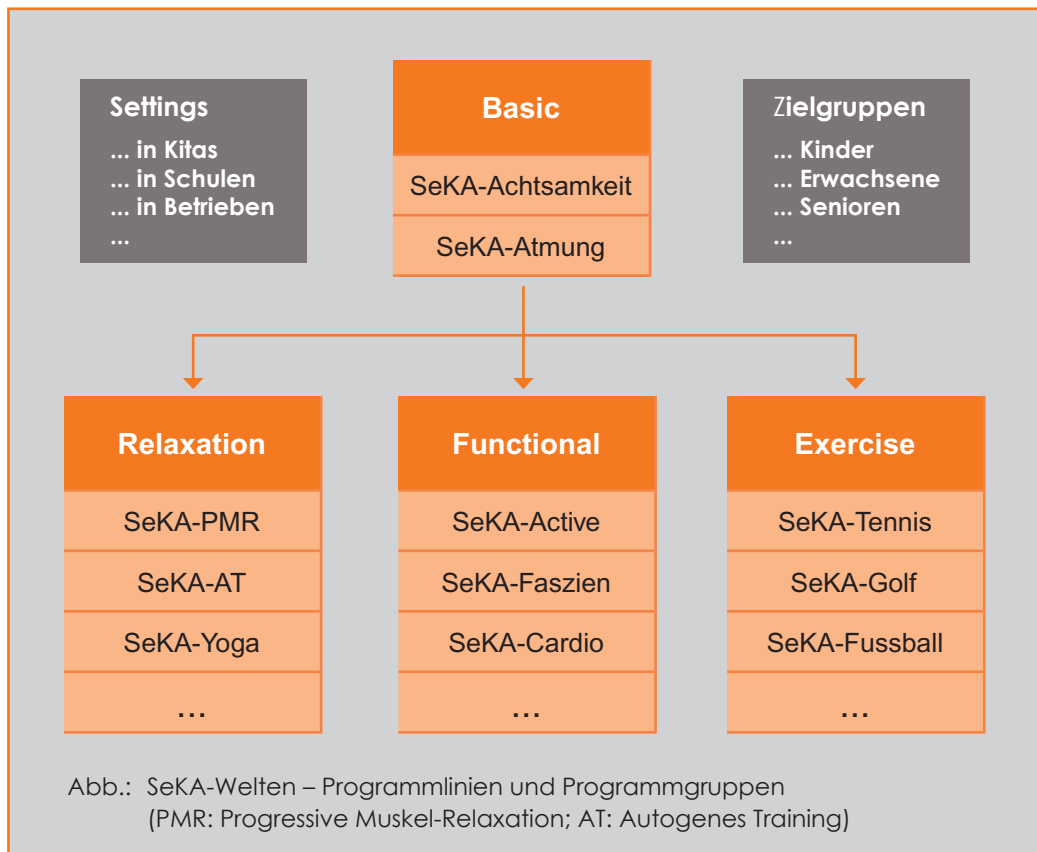 Settings
... in Kitas
... in Schulen
... in Betrieben
...
Basic
SeKA-Achtsamkeit
SeKA-Atmung
Zielgruppen
... Kinder
... Erwachsene
... Senioren
...
Relaxation
SeKA-PMR
SeKA-AT
SeKA-Yoga
...
Functional
SeKA-Active
SeKA-Faszien
SeKA-Cardio
...
Exercise
SeKA-Tennis
SeKA-Golf
SeKA-Fussball
...
Abb.: SeKA-Welten – Programmlinien und Programmgruppen
(PMR: Progressive Muskel-Relaxation; AT: Autogenes Training)